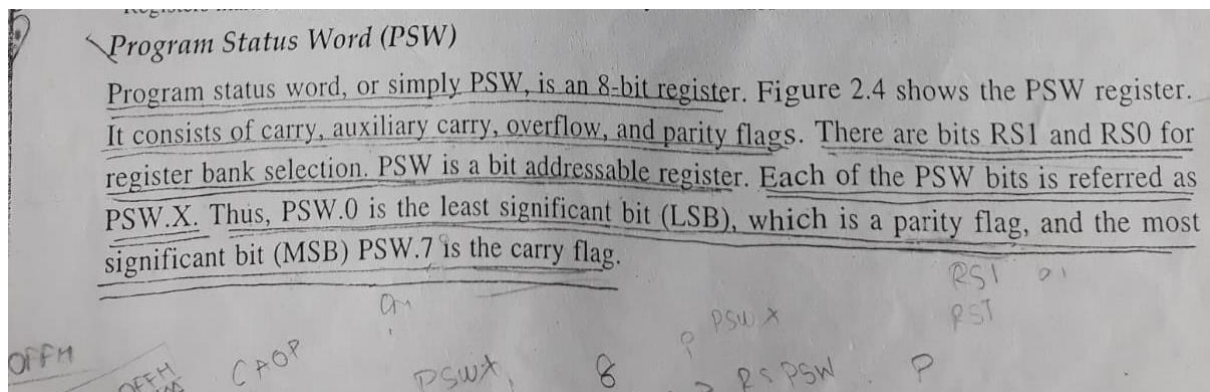 Program Status Word (PSW)
Program status word, or simply PSW, is an 8-bit register. Figure 2.4 shows the PSW register.
It consists of carry, auxiliary carry, overflow, and parity flags. There are bits RS1 and RS0 for
register bank selection. PSW is a bit addressable register. Each of the PSW bits is referred as
PSW.X. Thus, PSW.0 is the least significant bit (LSB), which is a parity flag, and the most
significant bit (MSB) PSW.7 is the carry flag.
RS1
PSW X
OFFH
CAOP
PSWX
8
RS PSW
P